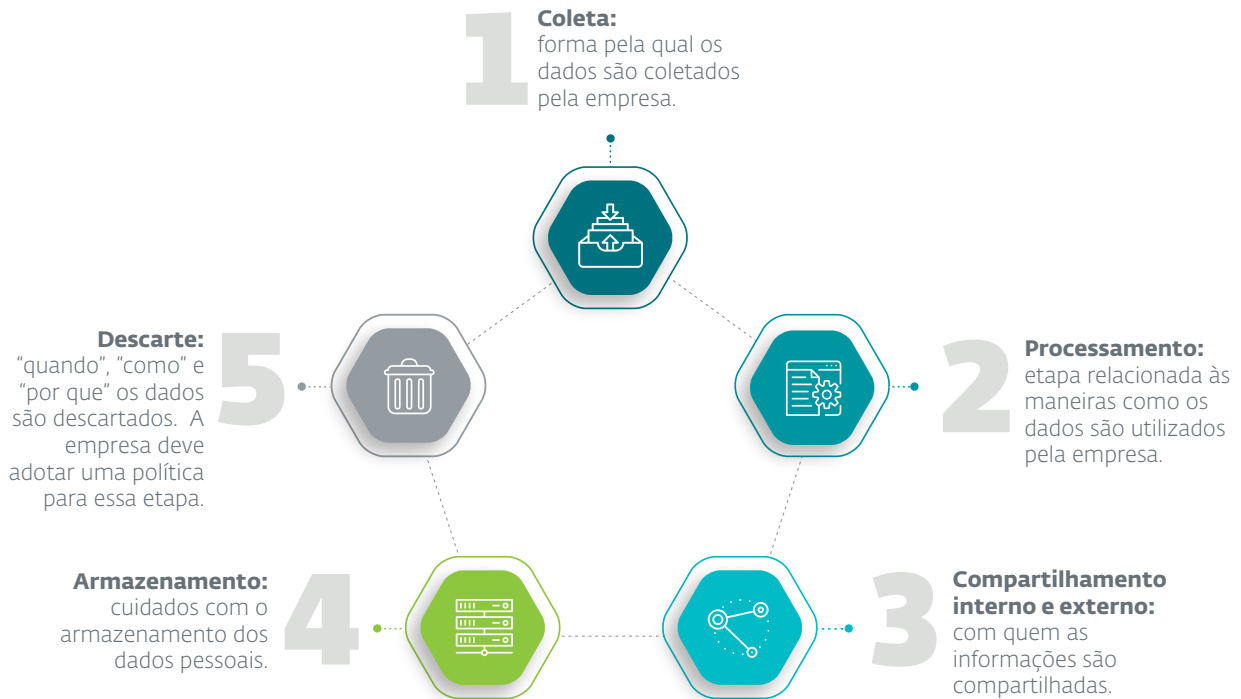 1
Coleta:
forma pela qual os
dados são coletados
pela empresa.
2
Processamento:
etapa relacionada às
maneiras como os
dados são utilizados
pela empresa.
3
Compartilhamento
interno e externo:
com quem as
informações são
compartilhadas.
4
Armazenamento:
cuidados com o
armazenamento dos
dados pessoais.
5
Descarte:
“quando”, “como” e
“por que” os dados
são descartados. A
empresa deve
adotar uma política
para essa etapa.